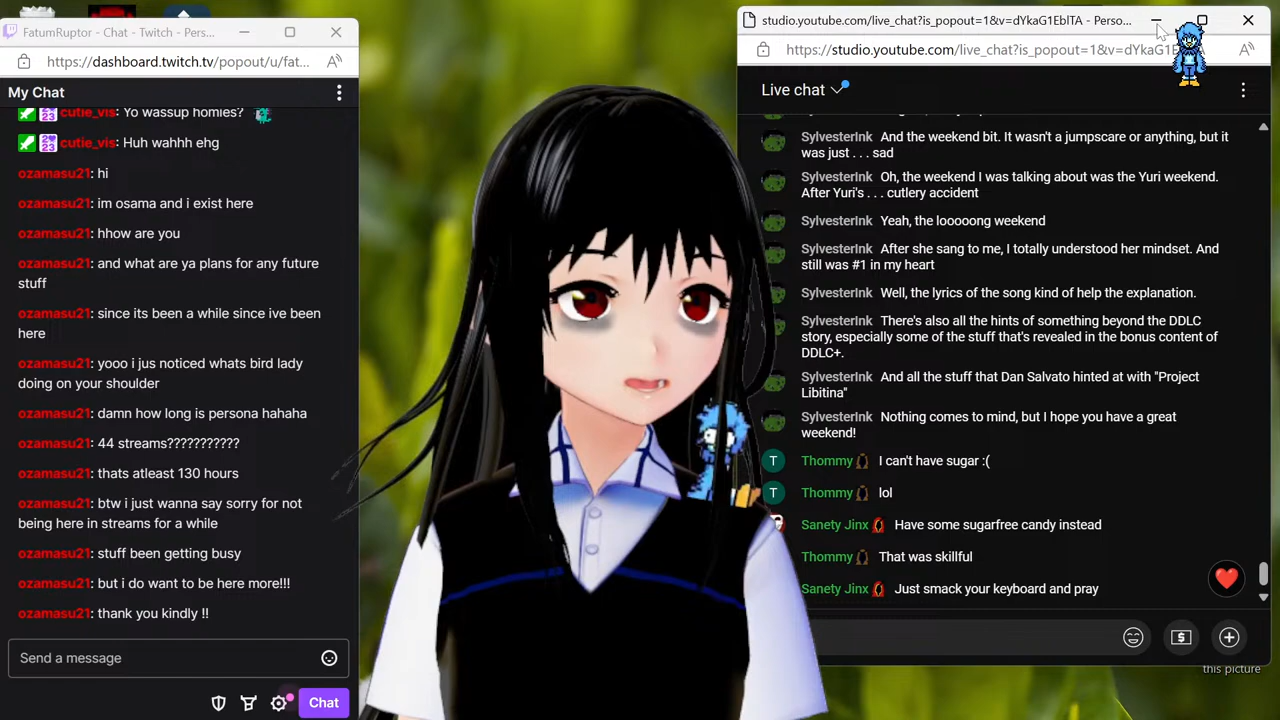 FatumRuptor - Chat - Twitch - Pers...
https://dashboard.twitch.tv/popout/u/fat...
My Chat
cutie_vis: Yo wassup homies?
cutie_vis: Huh wahhh ehg
ozamasu21: hi
ozamasu21: im osama and i exist here
ozamasu21: hhow are you
ozamasu21: and what are ya plans for any future
stuff
ozamasu21: since its been a while since ive been
here
ozamasu21: yooo i jus noticed whats bird lady
doing on your shoulder
ozamasu21: damn how long is persona hahaha
ozamasu21: 44 streams???????????
ozamasu21: thats atleast 130 hours
ozamasu21: btw i just wanna say sorry for not
being here in streams for a while
ozamasu21: stuff been getting busy
ozamasu21: but i do want to be here more!!!
ozamasu21: thank you kindly !!
Send a message
Chat
studio.youtube.com/live_chat?is_popout=1&v=dYkaG1EblTA - Perso...
https://studio.youtube.com/live_chat?is_popout=1&v=dYkaG1
Live chat
SylvesterInk And the weekend bit. It wasn't a jumpscare or anything, but it
was just . . . sad
SylvesterInk Oh, the weekend I was talking about was the Yuri weekend.
After Yuri's . . . cutlery accident
SylvesterInk Yeah, the looooong weekend
SylvesterInk After she sang to me, I totally understood her mindset. And
still was #1 in my heart
SylvesterInk Well, the lyrics of the song kind of help the explanation.
SylvesterInk There's also all the hints of something beyond the DDLC
story, especially some of the stuff that's revealed in the bonus content of
DDLC+.
SylvesterInk And all the stuff that Dan Salvato hinted at with "Project
Libitina"
SylvesterInk Nothing comes to mind, but I hope you have a great
weekend!
T Thommy I can't have sugar :(
T Thommy lol
Sanety Jinx Have some sugarfree candy instead
Thommy That was skillful
Sanety Jinx Just smack your keyboard and pray
this picture